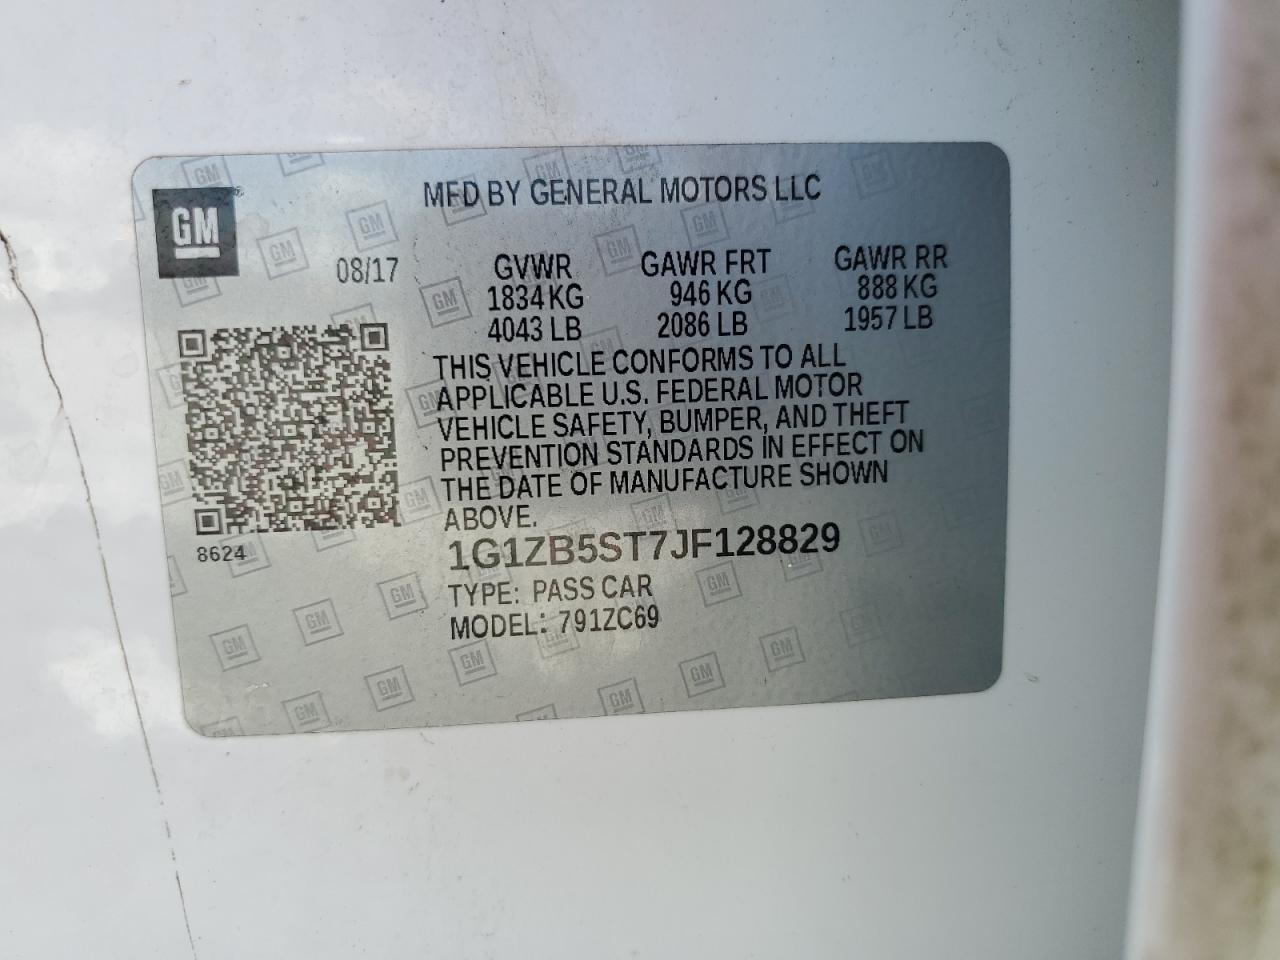 GM
MFD BY GENERAL MOTORS LLC
08/17
GVWR GAWR FRT GAWR RR
1834 KG 946 KG 888 KG
4043 LB 2086 LB 1957 LB
THIS VEHICLE CONFORMS TO ALL
APPLICABLE U.S. FEDERAL MOTOR
VEHICLE SAFETY, BUMPER, AND THEFT
PREVENTION STANDARDS IN EFFECT ON
THE DATE OF MANUFACTURE SHOWN
ABOVE.
8624
1G1ZB5ST7JF128829
TYPE: PASS CAR
MODEL: 791ZC69